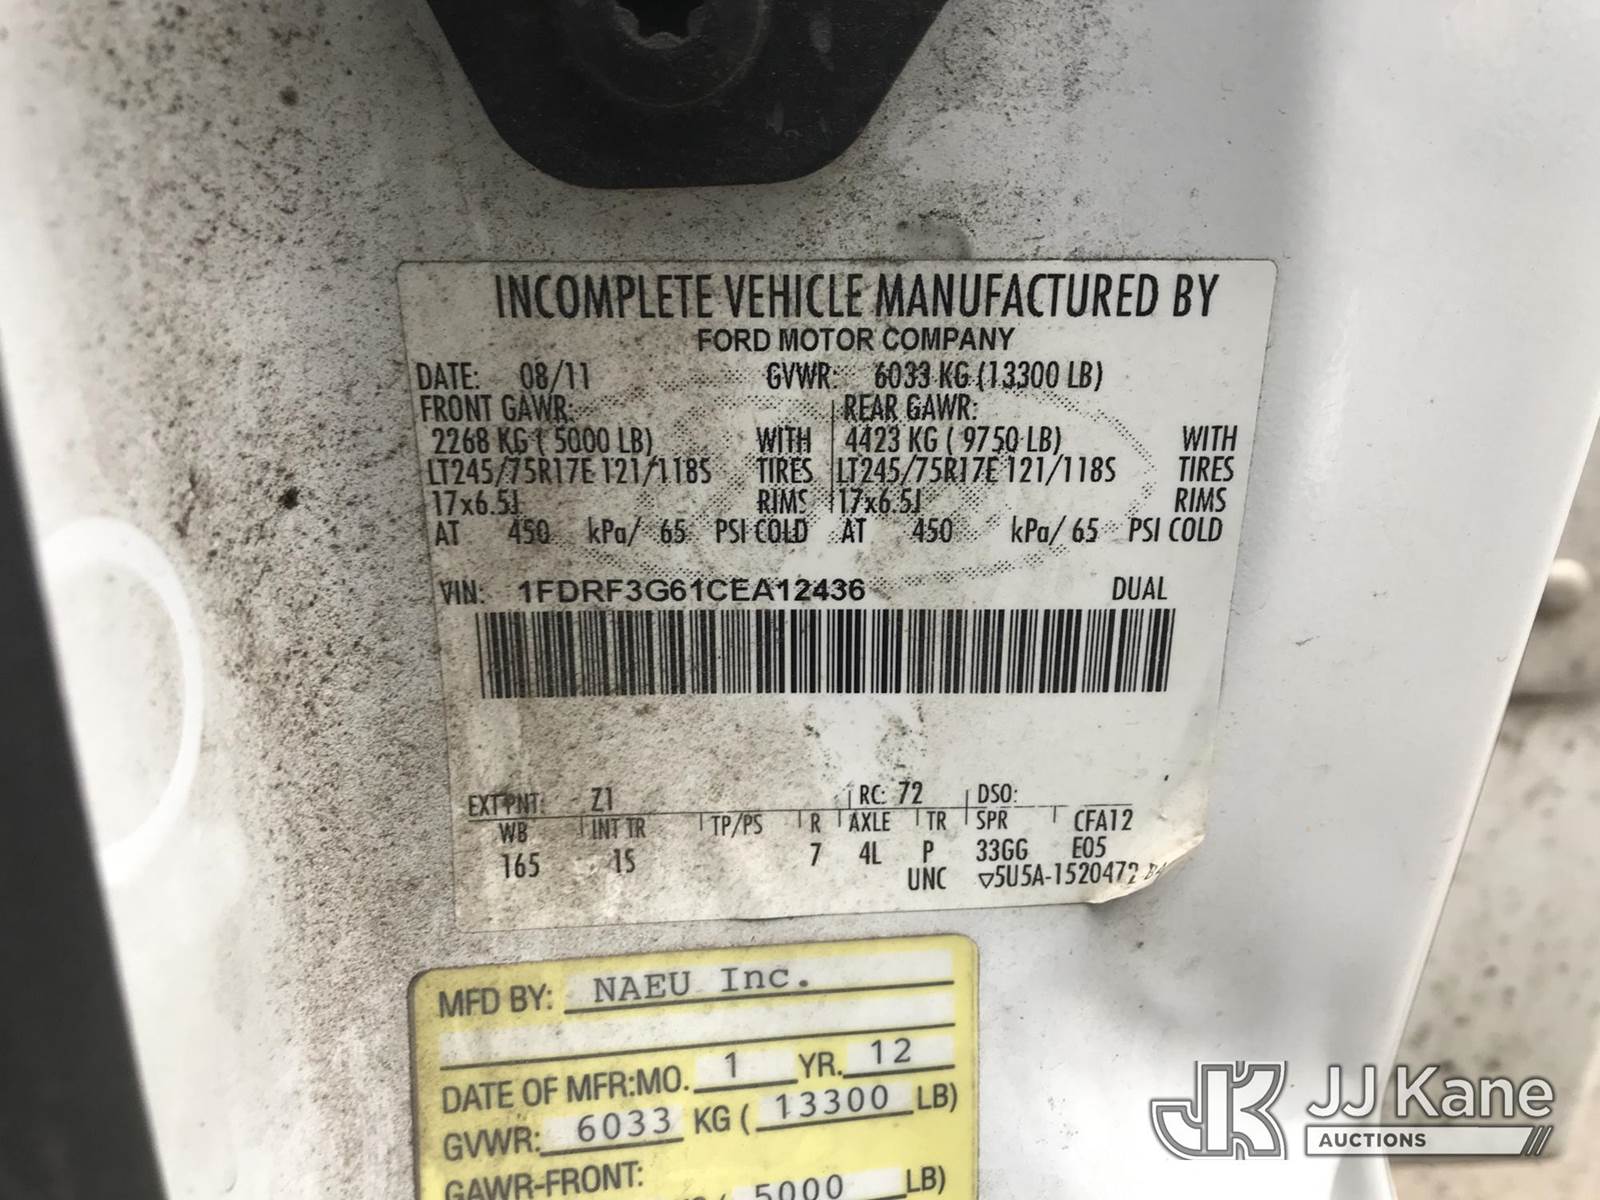 INCOMPLETE VEHICLE MANUFACTURED BY
FORD MOTOR COMPANY
DATE: 08/11 GVWR: 6033 KG (13300 LB)
FRONT GAWR: REAR GAWR:
2268 KG ( 5000 LB) WITH 4423 KG ( 9750 LB) WITH
LT245/75R17E 121/118S TIRES LT245/75R17E 121/118S TIRES
17x6.5J RIMS 17x6.5J RIMS
AT 450 kPa/ 65 PSI COLD AT 450 kPa/ 65 PSI COLD
VIN: 1FDRF3G61CEA12436 DUAL
EXT PNT: Z1 RC: 72 DSO:
WB INT TR TP/PS R AXLE TR SPR CFA12
165 1S 7 4L P 33GG E05
UNC ▽5U5A-1520472
MFD BY: NAEU Inc.
DATE OF MFR:MO. 1 YR. 12
GVWR: 6033 KG ( 13300 LB)
GAWR-FRONT:
5000 LB)
JK JJ Kane
AUCTIONS